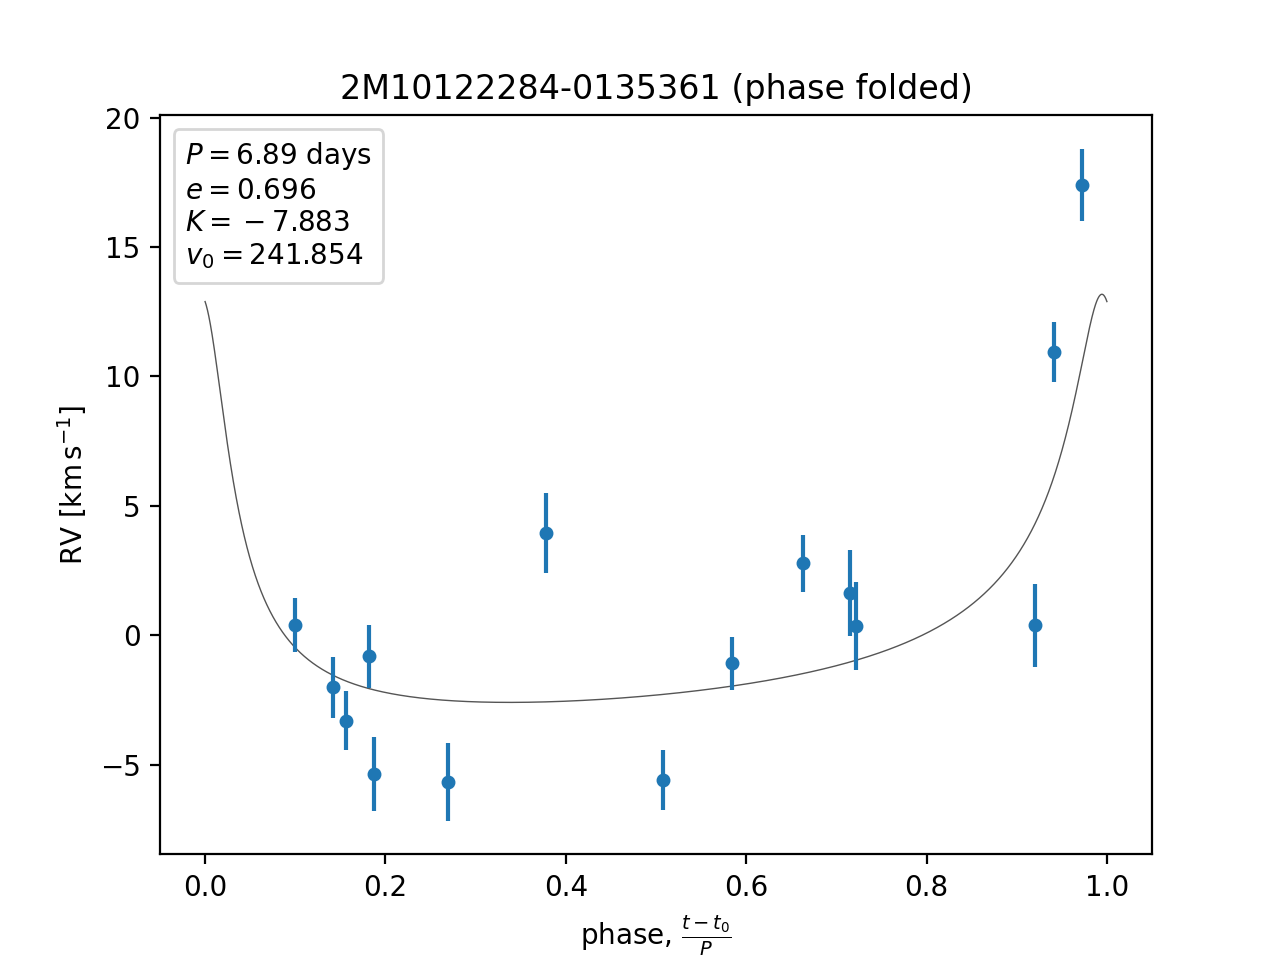 2M10122284-0135361 (phase folded)
P = 6.89 days
e = 0.696
K = −7.883
v₀ = 241.854
20
15
10
5
0
−5
RV [km s⁻¹]
0.0 0.2 0.4 0.6 0.8 1.0
phase, (t − t₀)/P